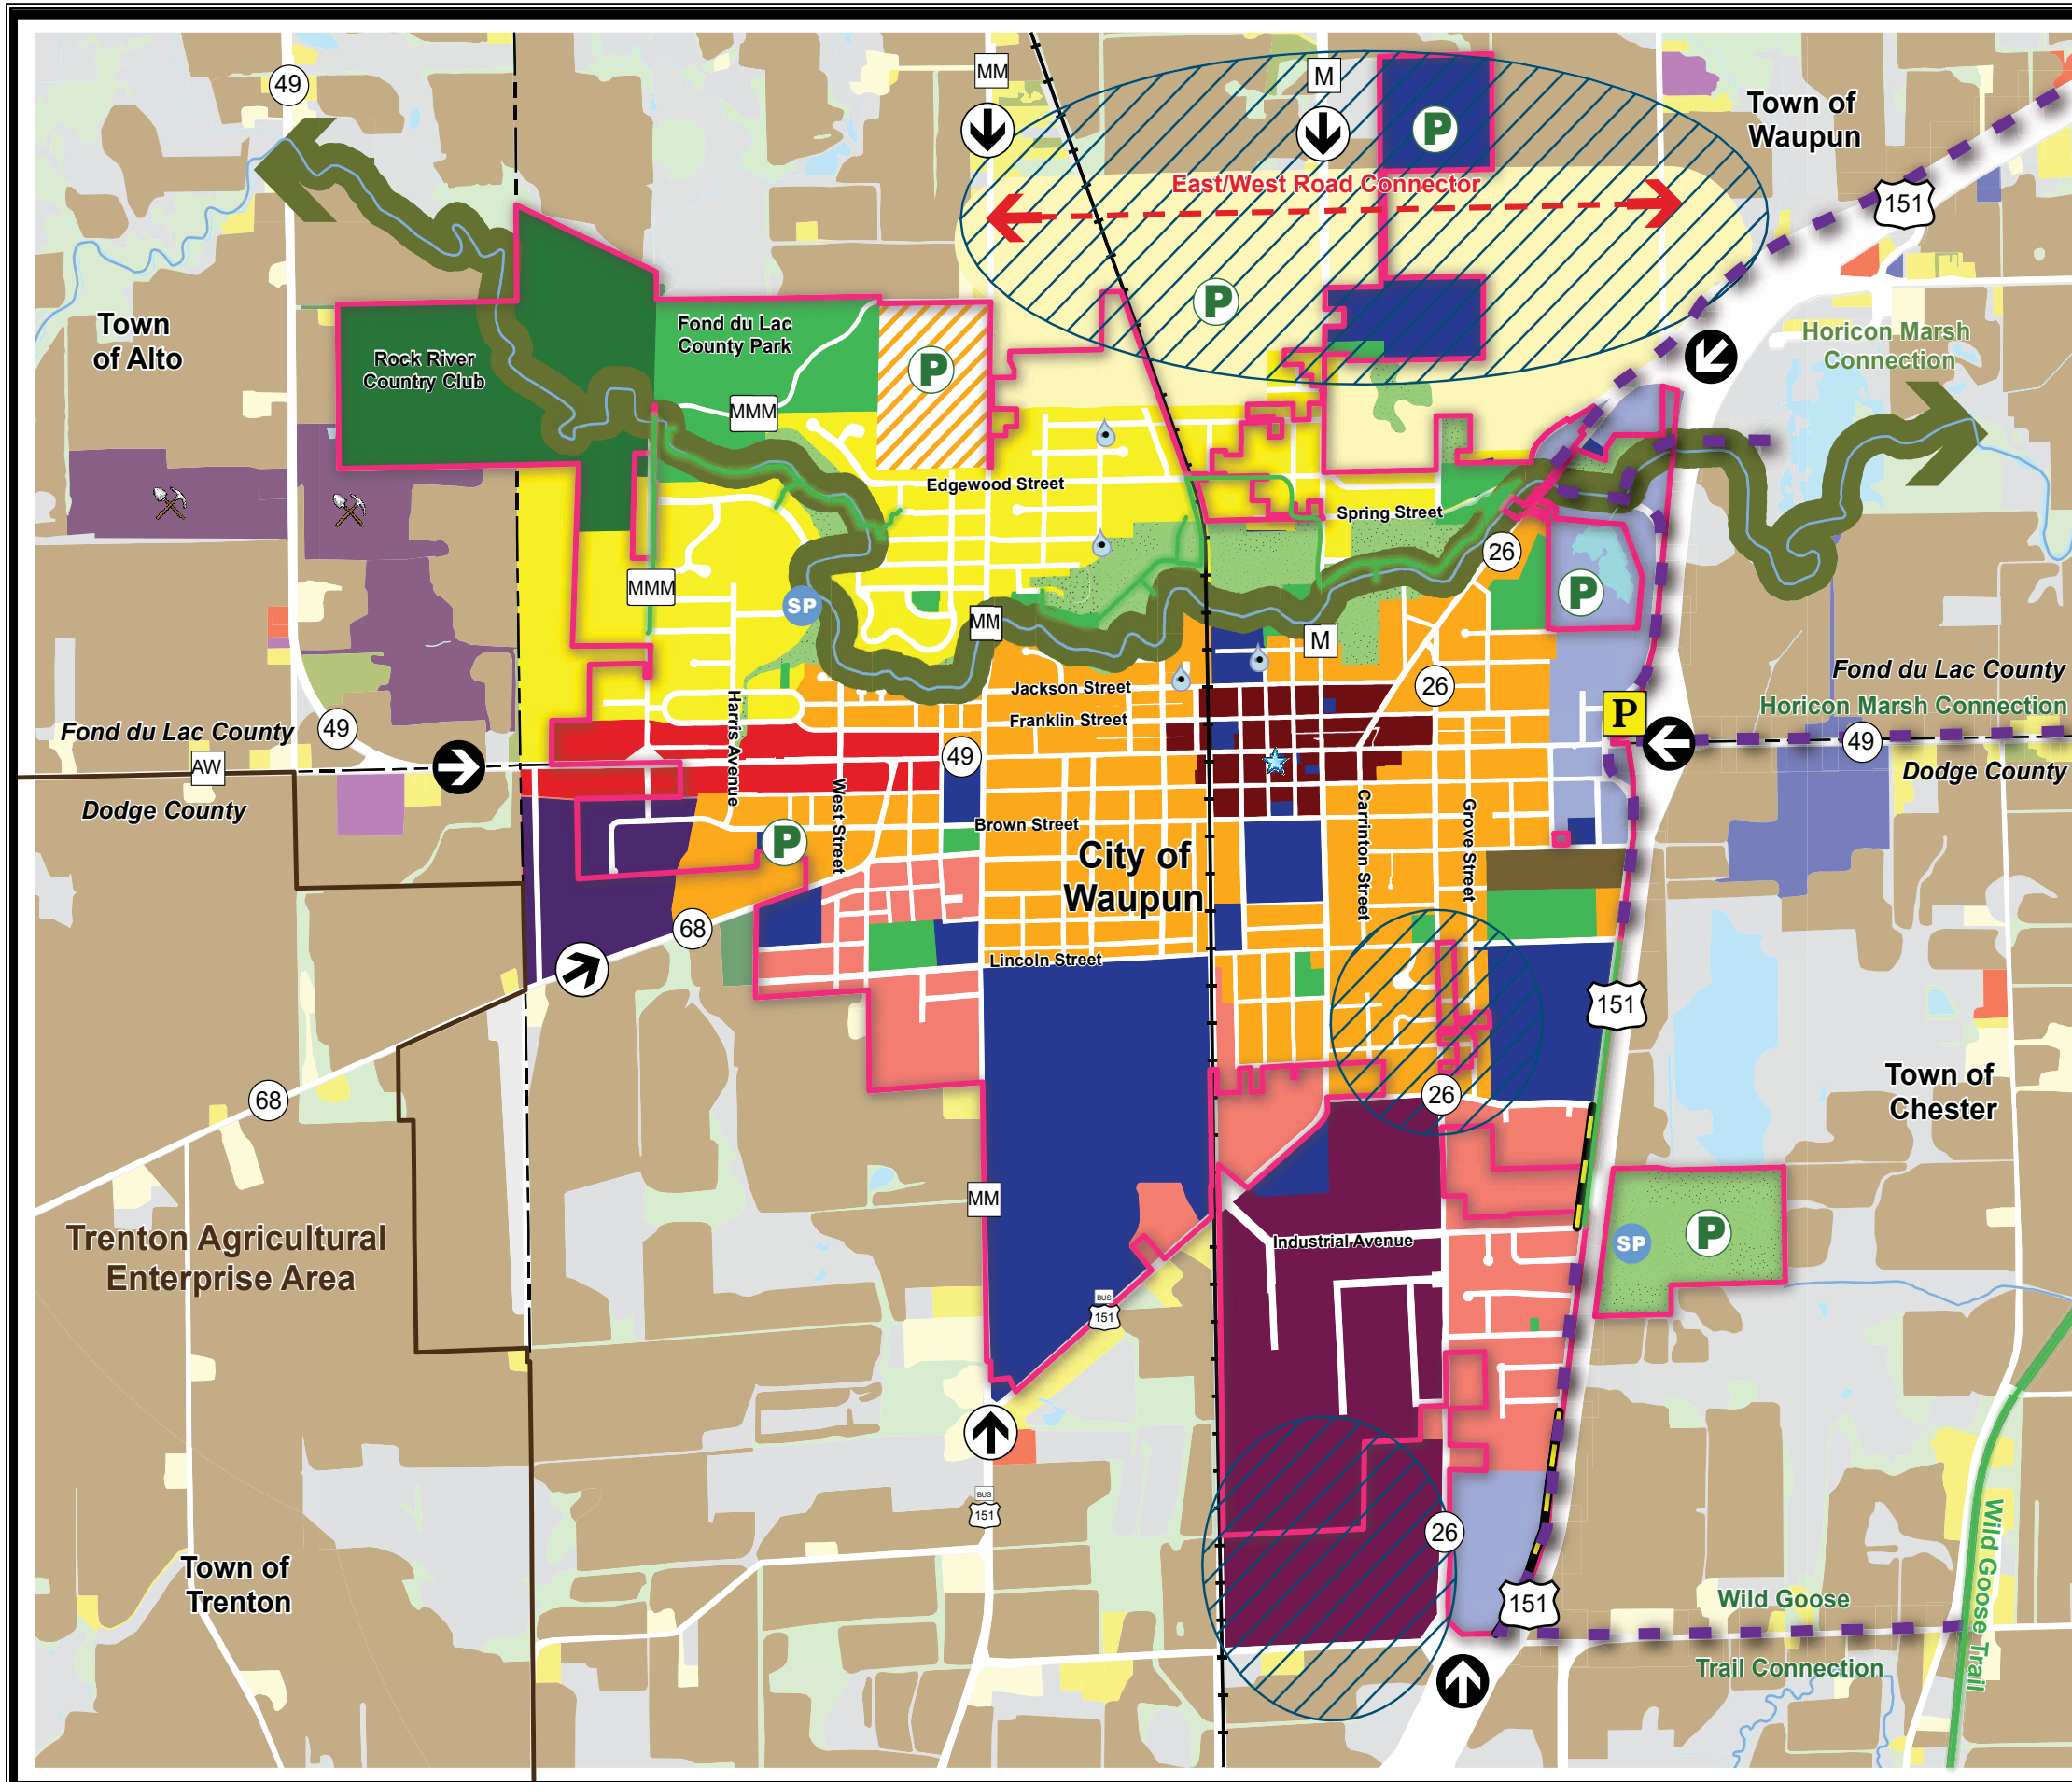 49
MM
M
P
Town of
Waupun
151
East/West Road Connector
P
Town
of Alto
Rock River
Country Club
Fond du Lac
County Park
P
MMM
Horicon Marsh
Connection
Edgewood Street
Spring Street
26
MMM
SP
P
MM
M
Jackson Street
Franklin Street
26
Harris Avenue
P
Fond du Lac County
Horicon Marsh Connection
49
Dodge County
Fond du Lac County
49
AW
Dodge County
49
West Street
Brown Street
P
City of
Waupun
Carrington Street
Grove Street
68
Lincoln Street
151
68
26
Town of
Chester
MM
Trenton Agricultural
Enterprise Area
Industrial Avenue
SP
P
BUS
151
BUS
151
26
Town of
Trenton
151
Wild Goose
Trail Connection
Wild Goose Trail